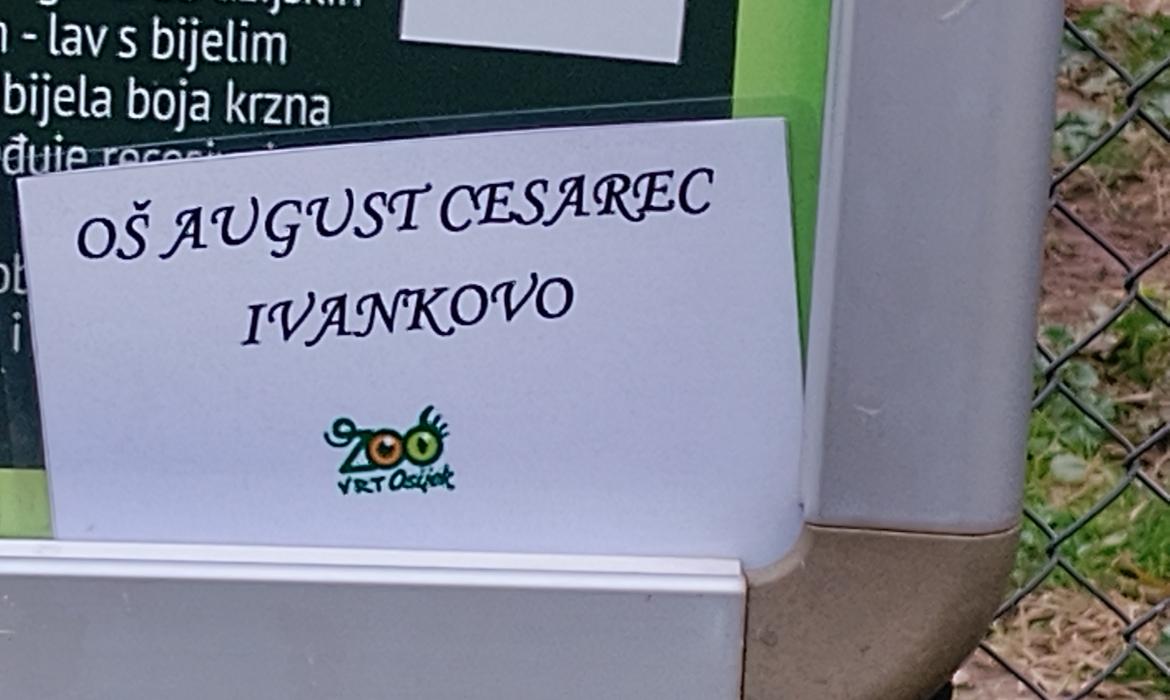 - lav s bijelim
bijela boja krzna
OŠ AUGUST CESAREC
IVANKOVO
ZOO
VRT Osijek